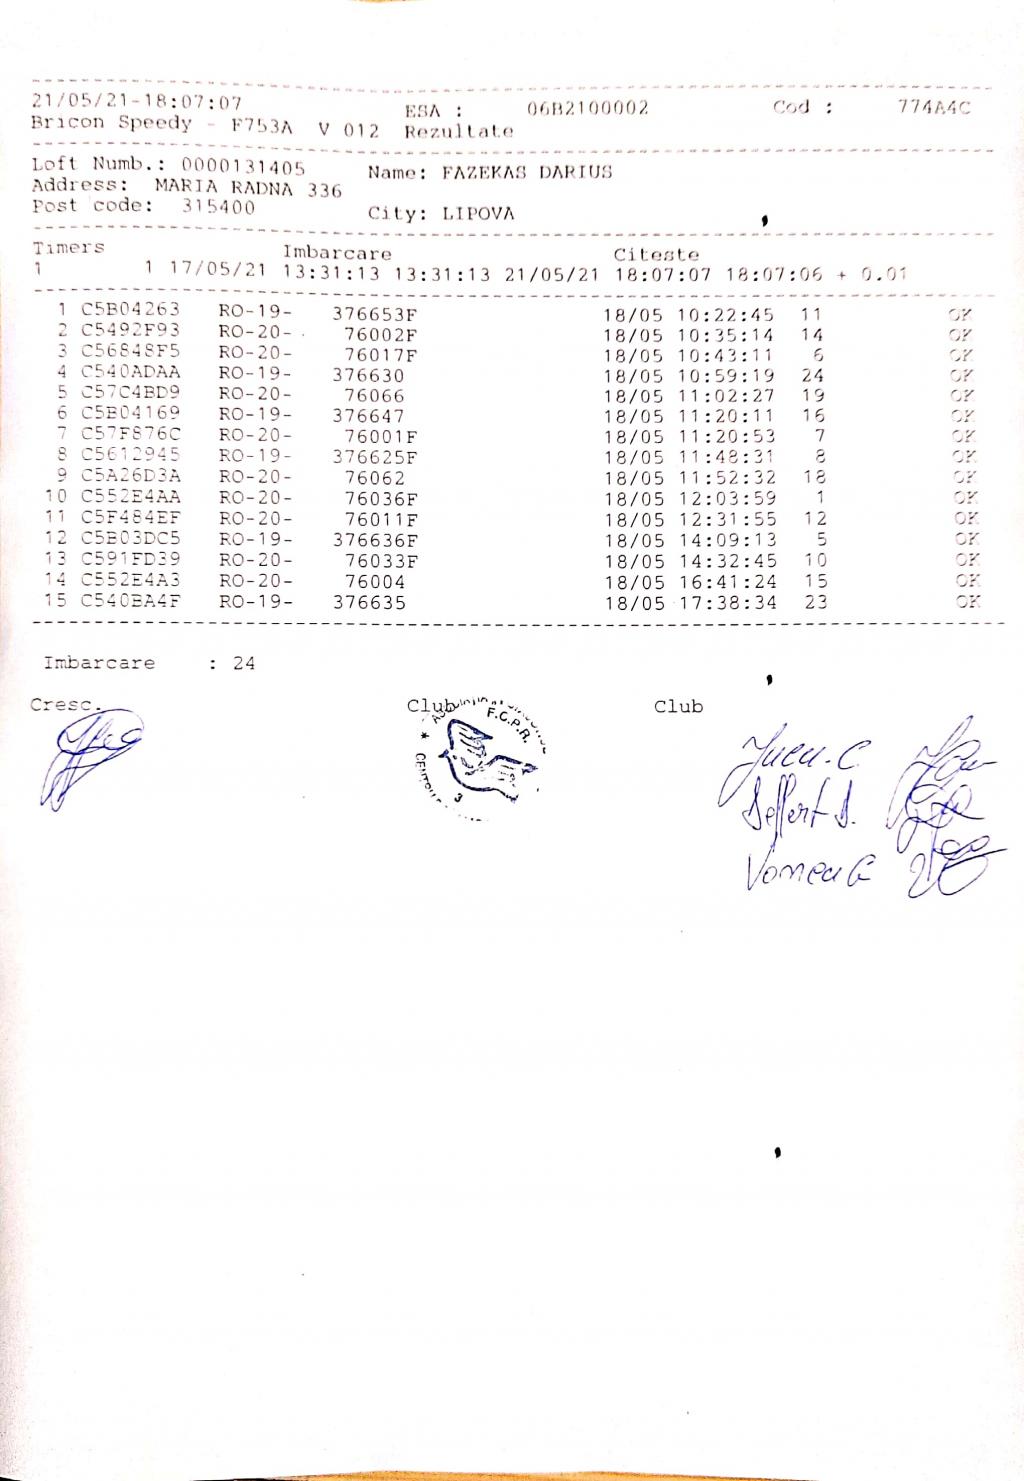 21/05/21-18:07:07 ESA : 06B2100002 Cod : 774A4C
Bricon Speedy - F753A V 012 Rezultate
Loft Numb.: 0000131405 Name: FAZEKAS DARIUS
Address: MARIA RADNA 336
Post code: 315400 City: LIPOVA
Timers Imbarcare Citeste
1 1 17/05/21 13:31:13 13:31:13 21/05/21 18:07:07 18:07:06 + 0.01
1 C5B04263 RO-19- 376653F 18/05 10:22:45 11 OK
2 C5492F93 RO-20- 76002F 18/05 10:35:14 14 OK
3 C56848F5 RO-20- 76017F 18/05 10:43:11 6 OK
4 C540ADAA RO-19- 376630 18/05 10:59:19 24 OK
5 C57C4BD9 RO-20- 76066 18/05 11:02:27 19 OK
6 C5B04169 RO-19- 376647 18/05 11:20:11 16 OK
7 C57F876C RO-20- 76001F 18/05 11:20:53 7 OK
8 C5612945 RO-19- 376625F 18/05 11:48:31 8 OK
9 C5A26D3A RO-20- 76062 18/05 11:52:32 18 OK
10 C552E4AA RO-20- 76036F 18/05 12:03:59 1 OK
11 C5F484EF RO-20- 76011F 18/05 12:31:55 12 OK
12 C5B03DC5 RO-19- 376636F 18/05 14:09:13 5 OK
13 C591FD39 RO-20- 76033F 18/05 14:32:45 10 OK
14 C552E4A3 RO-20- 76004 18/05 16:41:24 15 OK
15 C540BA4F RO-19- 376635 18/05 17:38:34 23 OK
Imbarcare : 24
Cresc. Club Club
F.C.P.R.
3